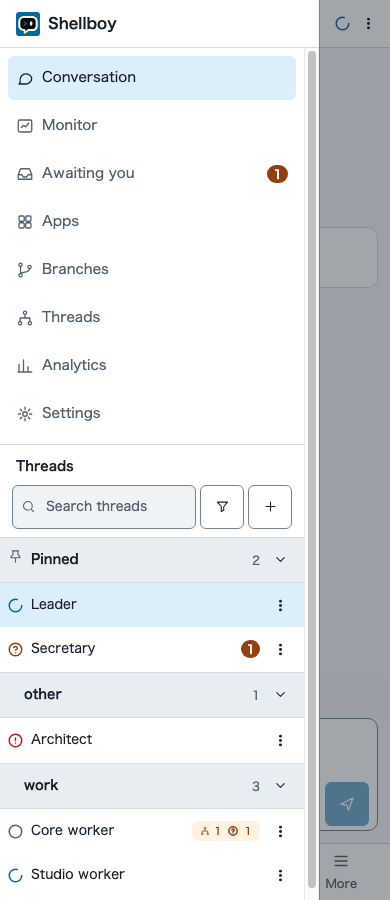 Shellboy
Conversation
Monitor
Awaiting you 1
Apps
Branches
Threads
Analytics
Settings
Threads
Search threads
Pinned 2
Leader
Secretary 1
other 1
Architect
work 3
Core worker 1 1
Studio worker
More